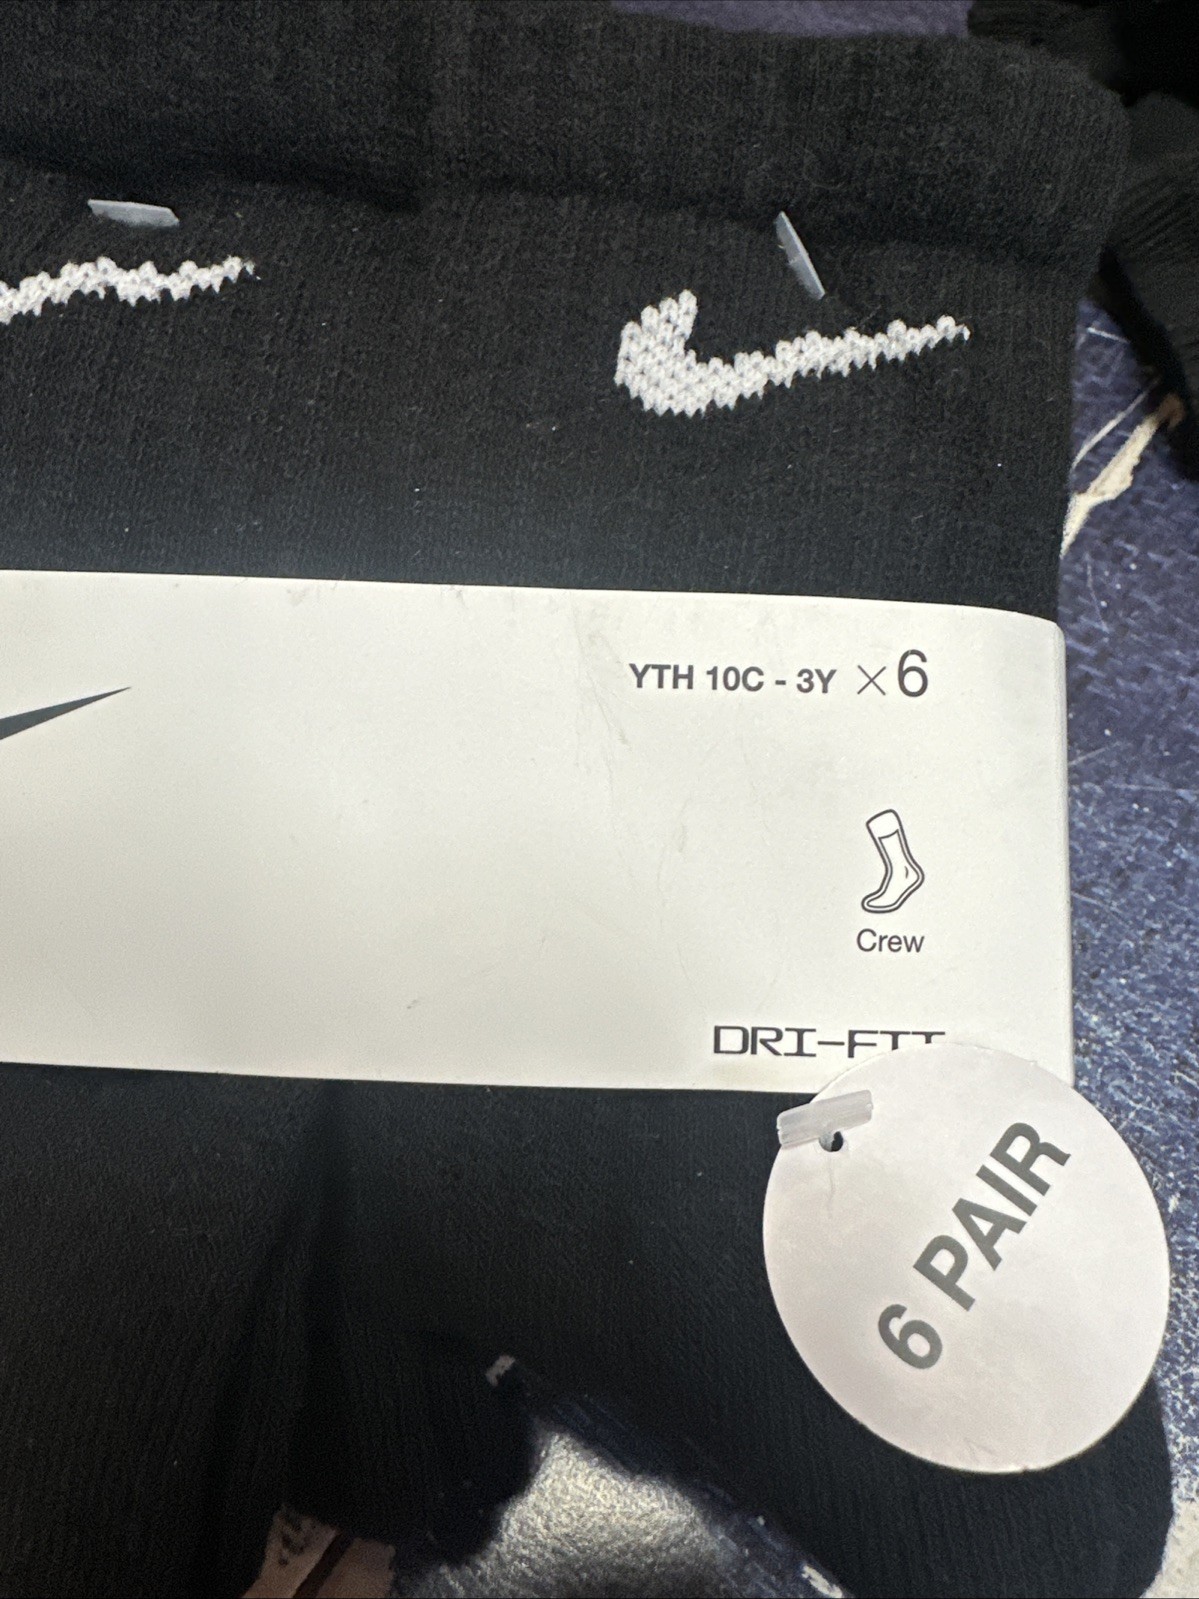 YTH 10C - 3Y ×6
Crew
DRI-FIT
6 PAIR